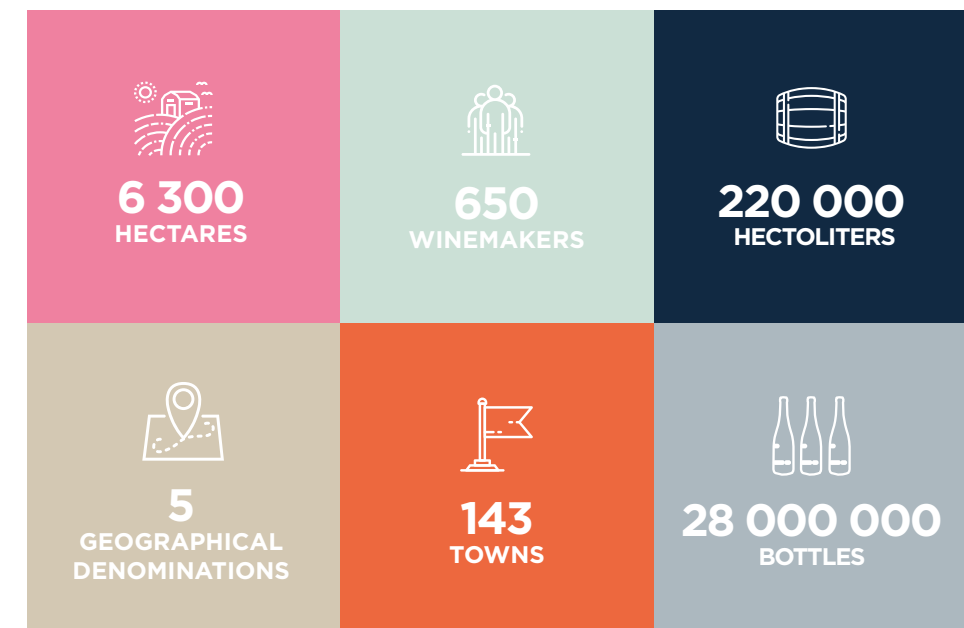 6 300
HECTARES
650
WINEMAKERS
220 000
HECTOLITERS
5
GEOGRAPHICAL
DENOMINATIONS
143
TOWNS
28 000 000
BOTTLES